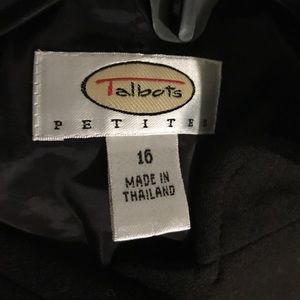 Talbots
PETITES
16
MADE IN
THAILAND